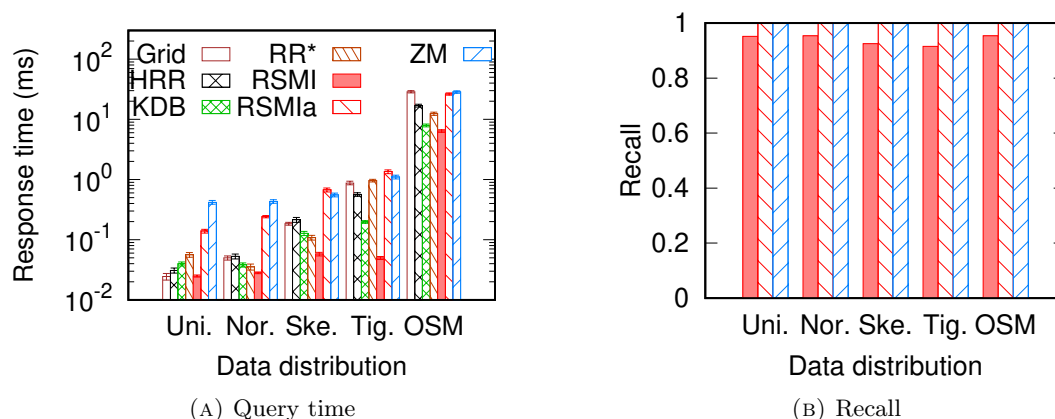 Response time (ms)
10^2
10^1
10^0
10^-1
10^-2
Grid
HRR
KDB
RR*
RSMI
RSMIa
ZM
Uni. Nor. Ske. Tig. OSM
Data distribution
(A) Query time
Recall
1
0.8
0.6
0.4
0.2
0
Uni. Nor. Ske. Tig. OSM
Data distribution
(B) Recall